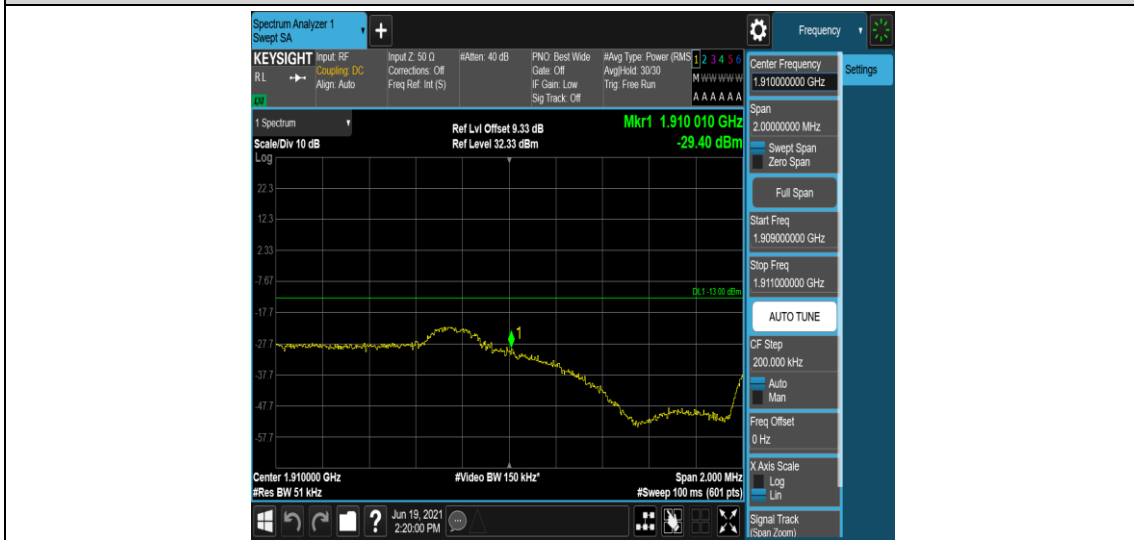 Spectrum Analyzer 1
Swept SA
+
Frequency
KEYSIGHT
RL
LXI
Input: RF
Coupling: DC
Align: Auto
Input Z: 50 Ω
Corrections: Off
Freq Ref: Int (S)
#Atten: 40 dB
PNO: Best Wide
Gate: Off
IF Gain: Low
Sig Track: Off
#Avg Type: Power (RMS
Avg|Hold: 30/30
Trig: Free Run
1 2 3 4 5 6
M W W W W W
A A A A A A
Center Frequency
1.910000000 GHz
Settings
Span
2.00000000 MHz
Swept Span
Zero Span
Full Span
Start Freq
1.909000000 GHz
Stop Freq
1.911000000 GHz
AUTO TUNE
CF Step
200.000 kHz
Auto
Man
Freq Offset
0 Hz
X Axis Scale
Log
Lin
Signal Track
(Span Zoom)
1 Spectrum
Scale/Div 10 dB
Log
Ref Lvl Offset 9.33 dB
Ref Level 32.33 dBm
Mkr1 1.910 010 GHz
-29.40 dBm
22.3
12.3
2.33
-7.67
DL1 -13.00 dBm
-17.7
-27.7
1
-37.7
-47.7
-57.7
Center 1.910000 GHz
#Video BW 150 kHz*
Span 2.000 MHz
#Res BW 51 kHz
#Sweep 100 ms (601 pts)
?
Jun 19, 2021
2:20:00 PM